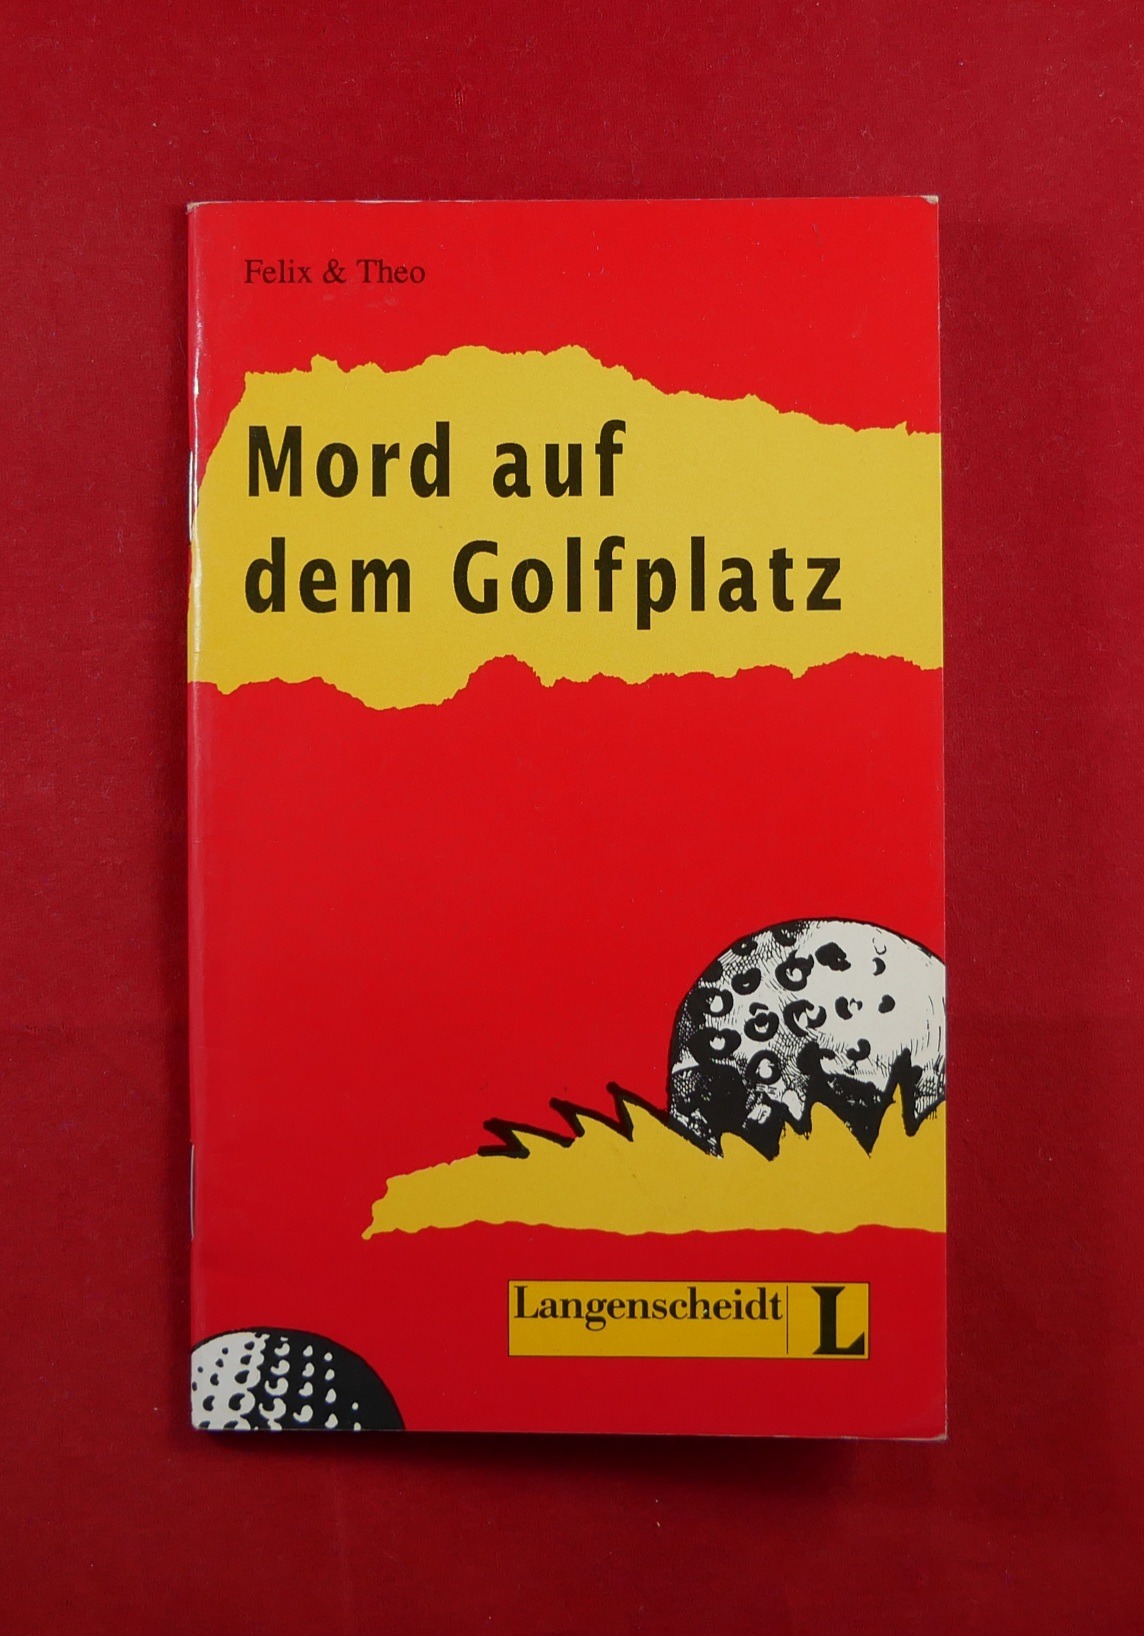 Felix & Theo
Mord auf
dem Golfplatz
Langenscheidt L